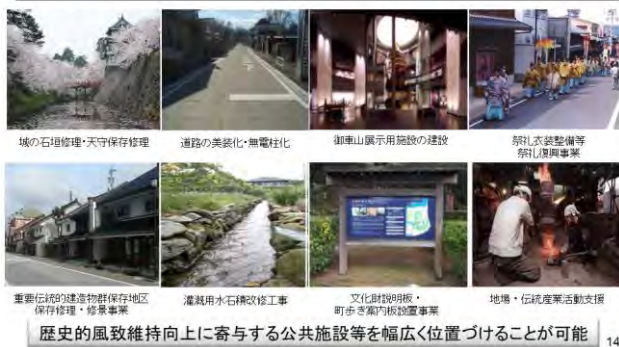 城の石垣修理・天守保存修理
道路の美装化・無電柱化
御車山展示用施設の建設
祭礼衣装整備等
祭礼復興事業
重要伝統的建造物群保存地区
保存修理・修景事業
灌漑用水石積改修工事
文化財説明板・
町歩き案内板設置事業
地場・伝統産業活動支援
歴史的風致維持向上に寄与する公共施設等を幅広く位置づけることが可能
14